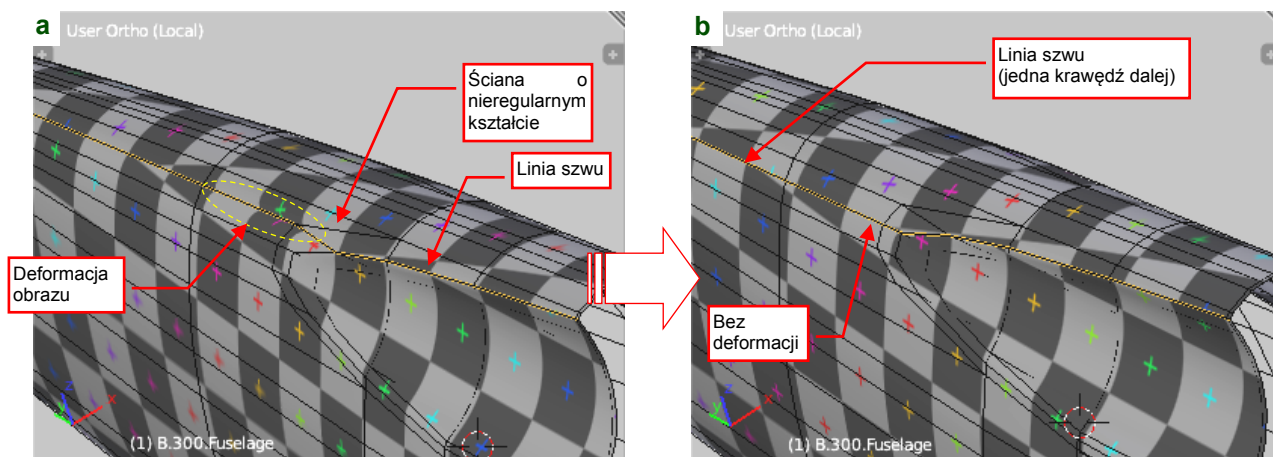 a
User Ortho (Local)
Ściana o
nieregularnym
kształcie
Linia szwu
Deformacja
obrazu
z
y
x
(1) B.300.Fuselage
b
User Ortho (Local)
Linia szwu
(jedna krawędź dalej)
Bez
deformacji
z
y
x
(1) B.300.Fuselage